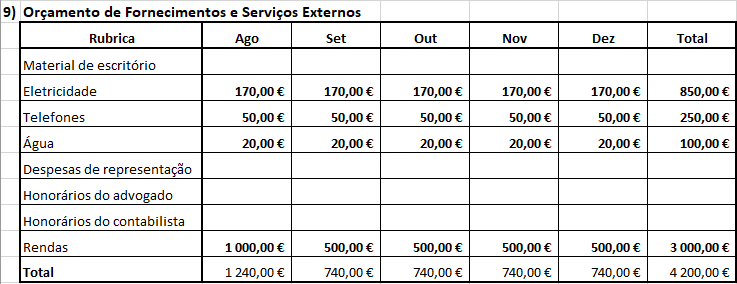 9) Orçamento de Fornecimentos e Serviços Externos
Rubrica Ago Set Out Nov Dez Total
Material de escritório
Eletricidade 170,00 € 170,00 € 170,00 € 170,00 € 170,00 € 850,00 €
Telefones 50,00 € 50,00 € 50,00 € 50,00 € 50,00 € 250,00 €
Água 20,00 € 20,00 € 20,00 € 20,00 € 20,00 € 100,00 €
Despesas de representação
Honorários do advogado
Honorários do contabilista
Rendas 1 000,00 € 500,00 € 500,00 € 500,00 € 500,00 € 3 000,00 €
Total 1 240,00 € 740,00 € 740,00 € 740,00 € 740,00 € 4 200,00 €